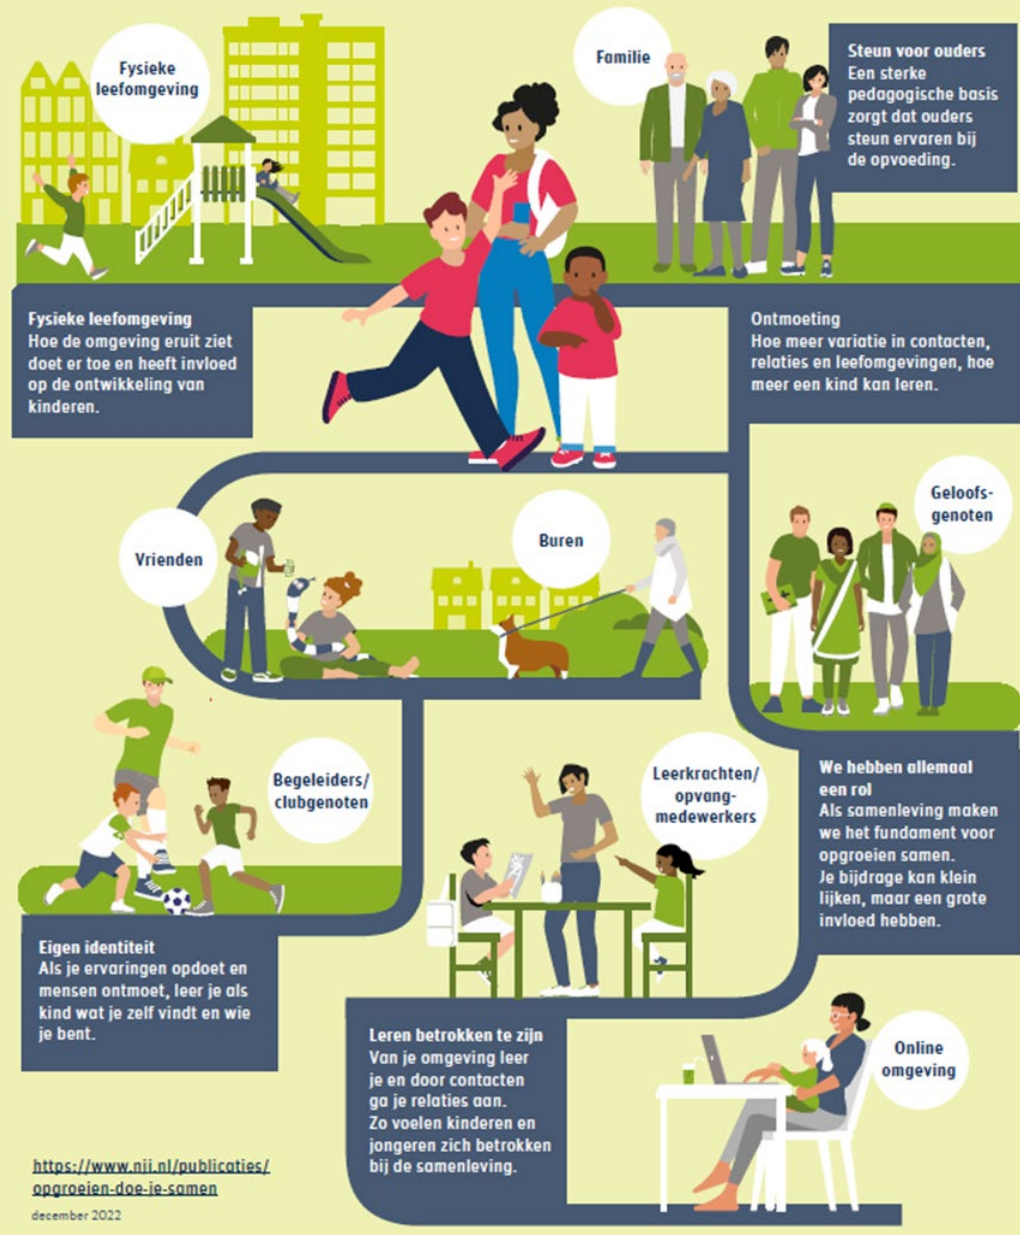 Fysieke
leefomgeving
Familie
Steun voor ouders
Een sterke
pedagogische basis
zorgt dat ouders
steun ervaren bij
de opvoeding.
Fysieke leefomgeving
Hoe de omgeving eruit ziet
doet er toe en heeft invloed
op de ontwikkeling van
kinderen.
Ontmoeting
Hoe meer variatie in contacten,
relaties en leefomgevingen, hoe
meer een kind kan leren.
Vrienden
Buren
Geloofs-
genoten
Begeleiders/
clubgenoten
Leerkrachten/
opvang-
medewerkers
We hebben allemaal
een rol
Als samenleving maken
we het fundament voor
opgroeien samen.
Je bijdrage kan klein
lijken, maar een grote
invloed hebben.
Eigen identiteit
Als je ervaringen opdoet en
mensen ontmoet, leer je als
kind wat je zelf vindt en wie
je bent.
Leren betrokken te zijn
Van je omgeving leer
je en door contacten
ga je relaties aan.
Zo voelen kinderen en
jongeren zich betrokken
bij de samenleving.
Online
omgeving
https://www.nji.nl/publicaties/
opgroeien-doe-je-samen
december 2022